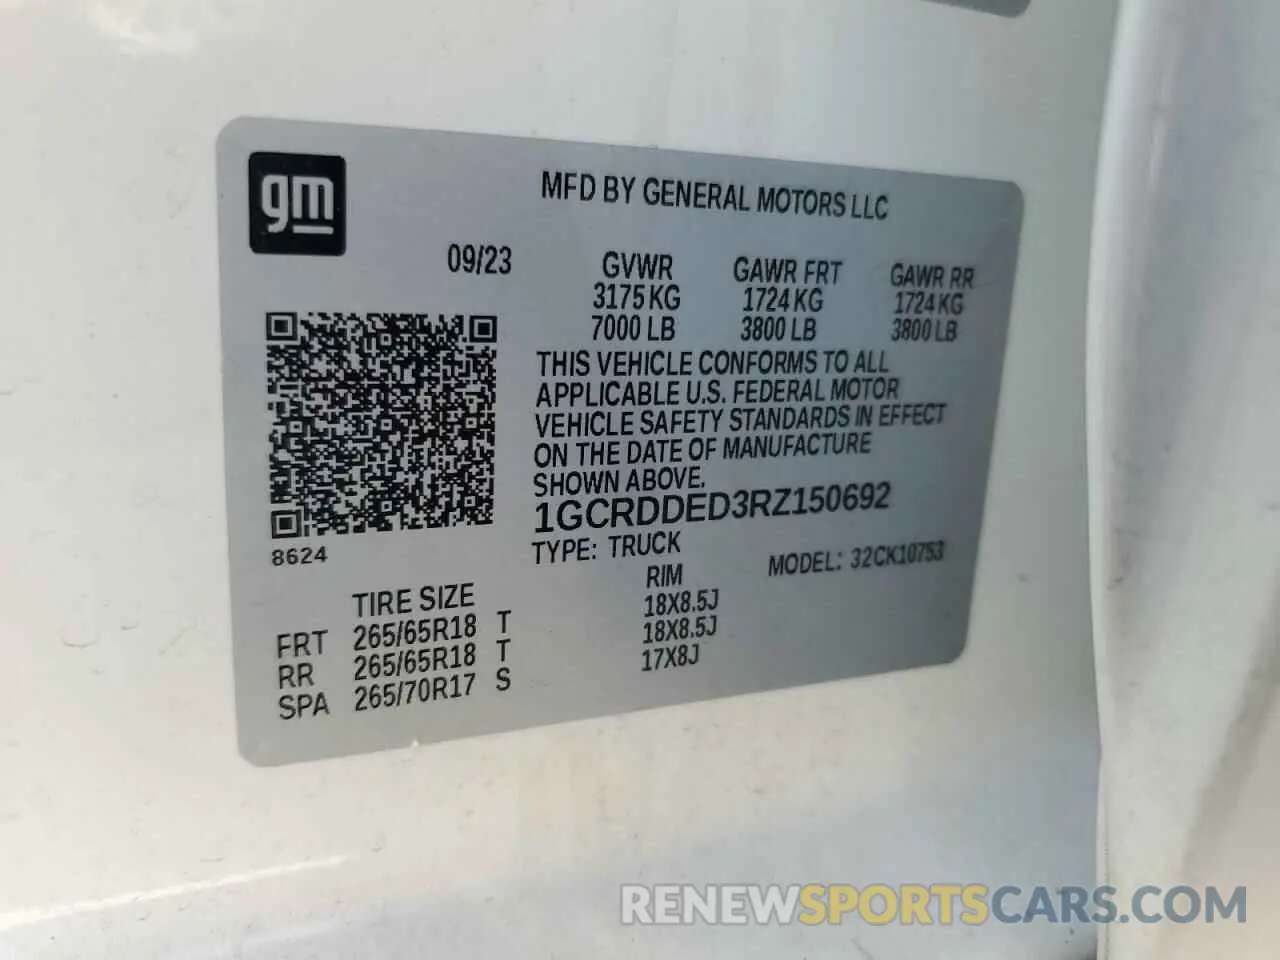 gm
MFD BY GENERAL MOTORS LLC
09/23
GVWR GAWR FRT GAWR RR
3175 KG 1724 KG 1724 KG
7000 LB 3800 LB 3800 LB
THIS VEHICLE CONFORMS TO ALL
APPLICABLE U.S. FEDERAL MOTOR
VEHICLE SAFETY STANDARDS IN EFFECT
ON THE DATE OF MANUFACTURE
SHOWN ABOVE.
1GCRDDED3RZ150692
8624
TYPE: TRUCK MODEL: 32CK10753
TIRE SIZE RIM
FRT 265/65R18 T 18X8.5J
RR 265/65R18 T 18X8.5J
SPA 265/70R17 S 17X8J
RENEWSPORTSCARS.COM